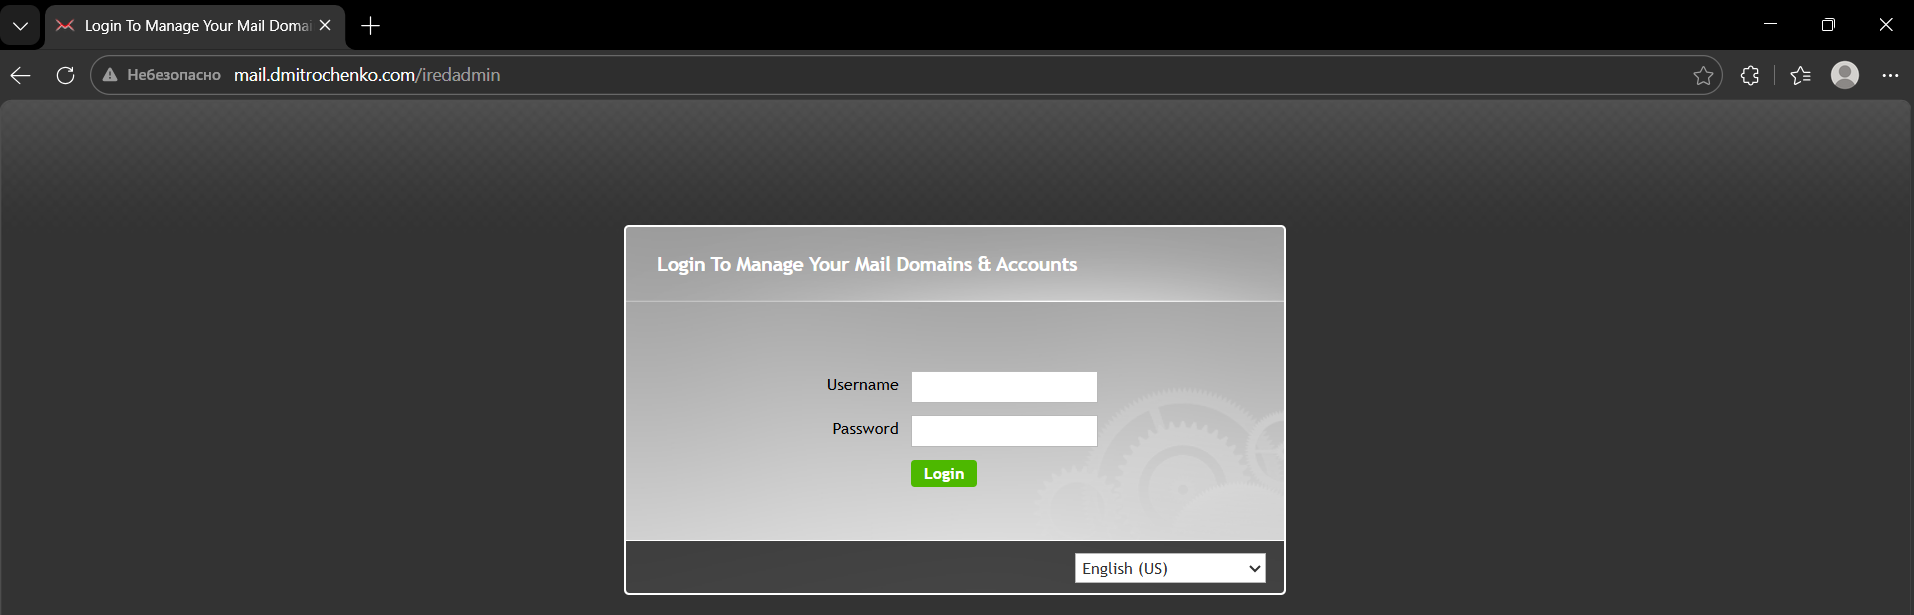 Login To Manage Your Mail Domai
Небезопасно mail.dmitrochenko.com/iredadmin
Login To Manage Your Mail Domains & Accounts
Username
Password
Login
English (US)